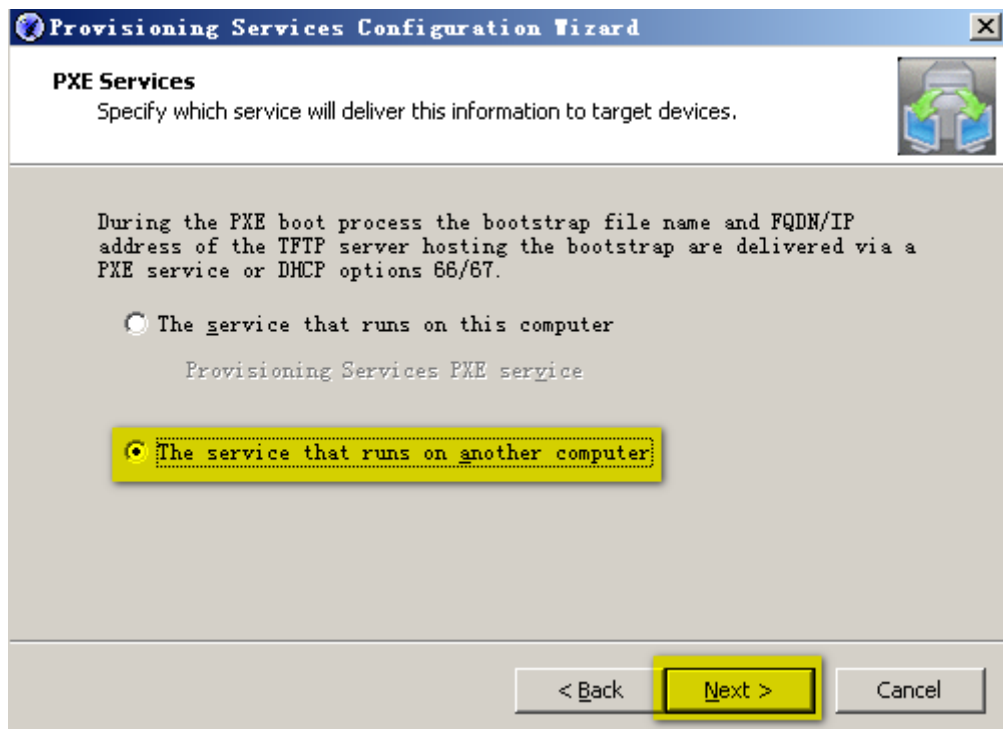 Provisioning Services Configuration Wizard
PXE Services
Specify which service will deliver this information to target devices.
During the PXE boot process the bootstrap file name and FQDN/IP
address of the TFTP server hosting the bootstrap are delivered via a
PXE service or DHCP options 66/67.
The service that runs on this computer
Provisioning Services PXE service
The service that runs on another computer
< Back Next > Cancel